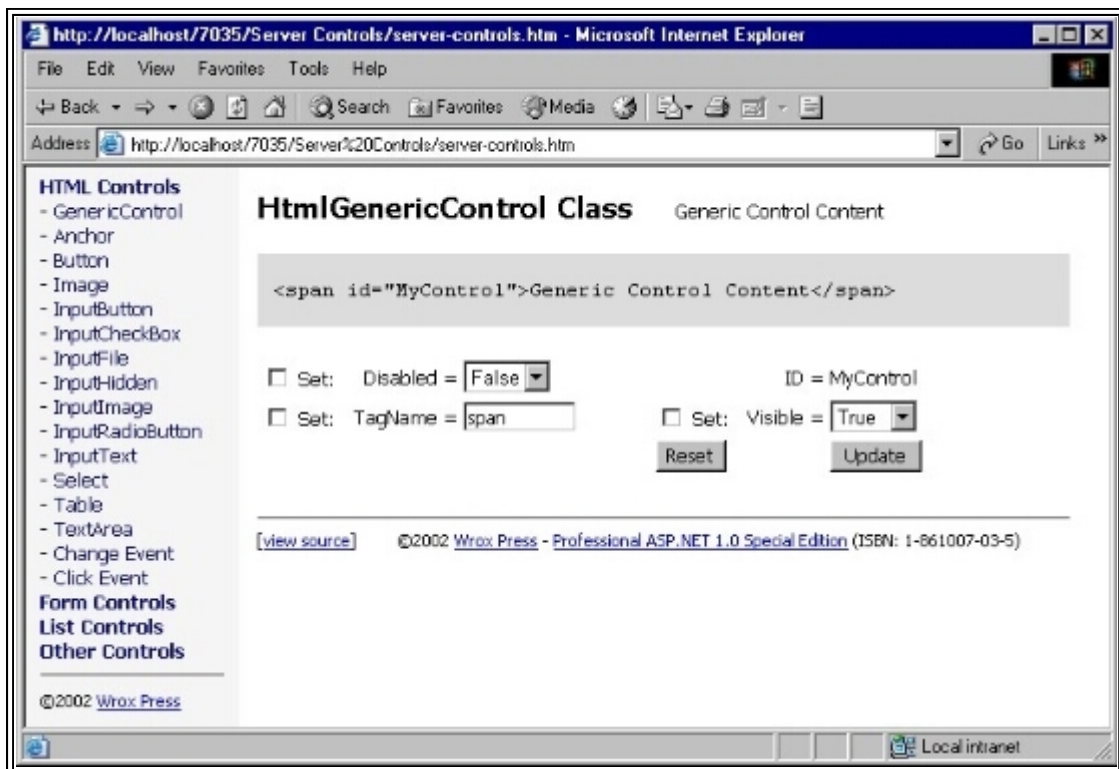 http://localhost/7035/Server Controls/server-controls.htm - Microsoft Internet Explorer
File Edit View Favorites Tools Help
Back Search Favorites Media
Address http://localhost/7035/Server%20Controls/server-controls.htm Go Links »
HTML Controls
- GenericControl
- Anchor
- Button
- Image
- InputButton
- InputCheckBox
- InputFile
- InputHidden
- InputImage
- InputRadioButton
- InputText
- Select
- Table
- TextArea
- Change Event
- Click Event
Form Controls
List Controls
Other Controls
©2002 Wrox Press
HtmlGenericControl Class Generic Control Content
<span id="MyControl">Generic Control Content</span>
Set: Disabled = False ID = MyControl
Set: TagName = span Set: Visible = True
Reset Update
[view source] ©2002 Wrox Press - Professional ASP.NET 1.0 Special Edition (ISBN: 1-861007-03-5)
Local intranet